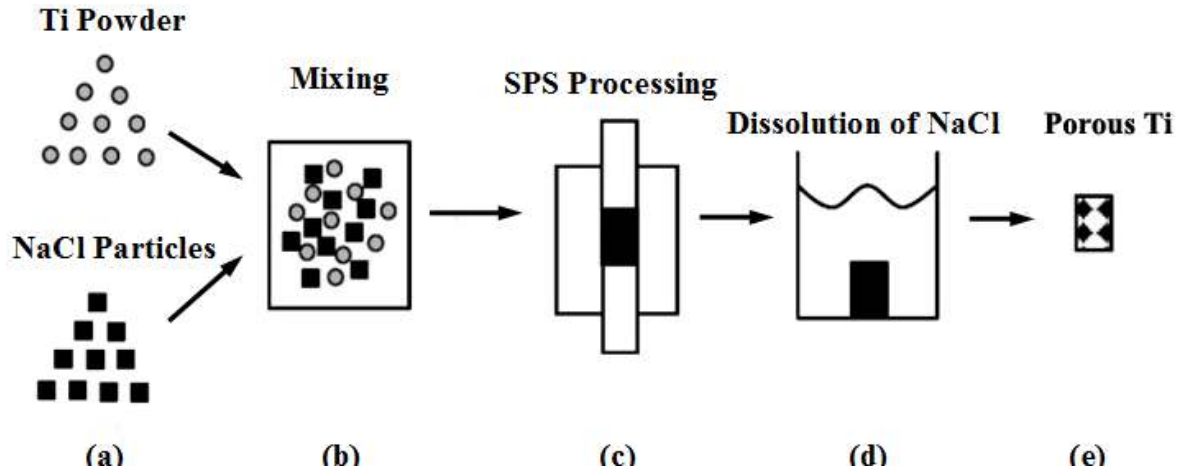 Ti Powder
Mixing
SPS Processing
Dissolution of NaCl
Porous Ti
NaCl Particles
(a)
(b)
(c)
(d)
(e)